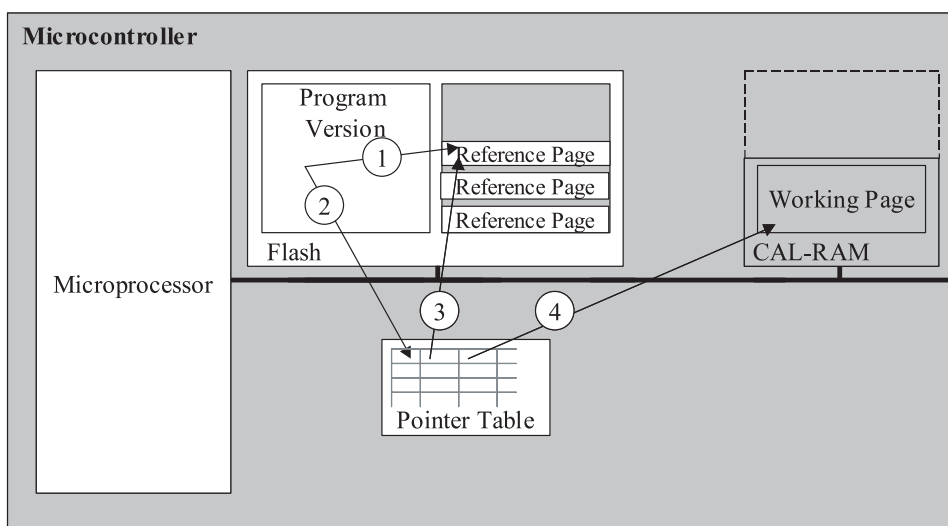 Microcontroller
Program
Version
1
Reference Page
Reference Page
2
Reference Page
Working Page
Flash
CAL-RAM
Microprocessor
3
4
Pointer Table